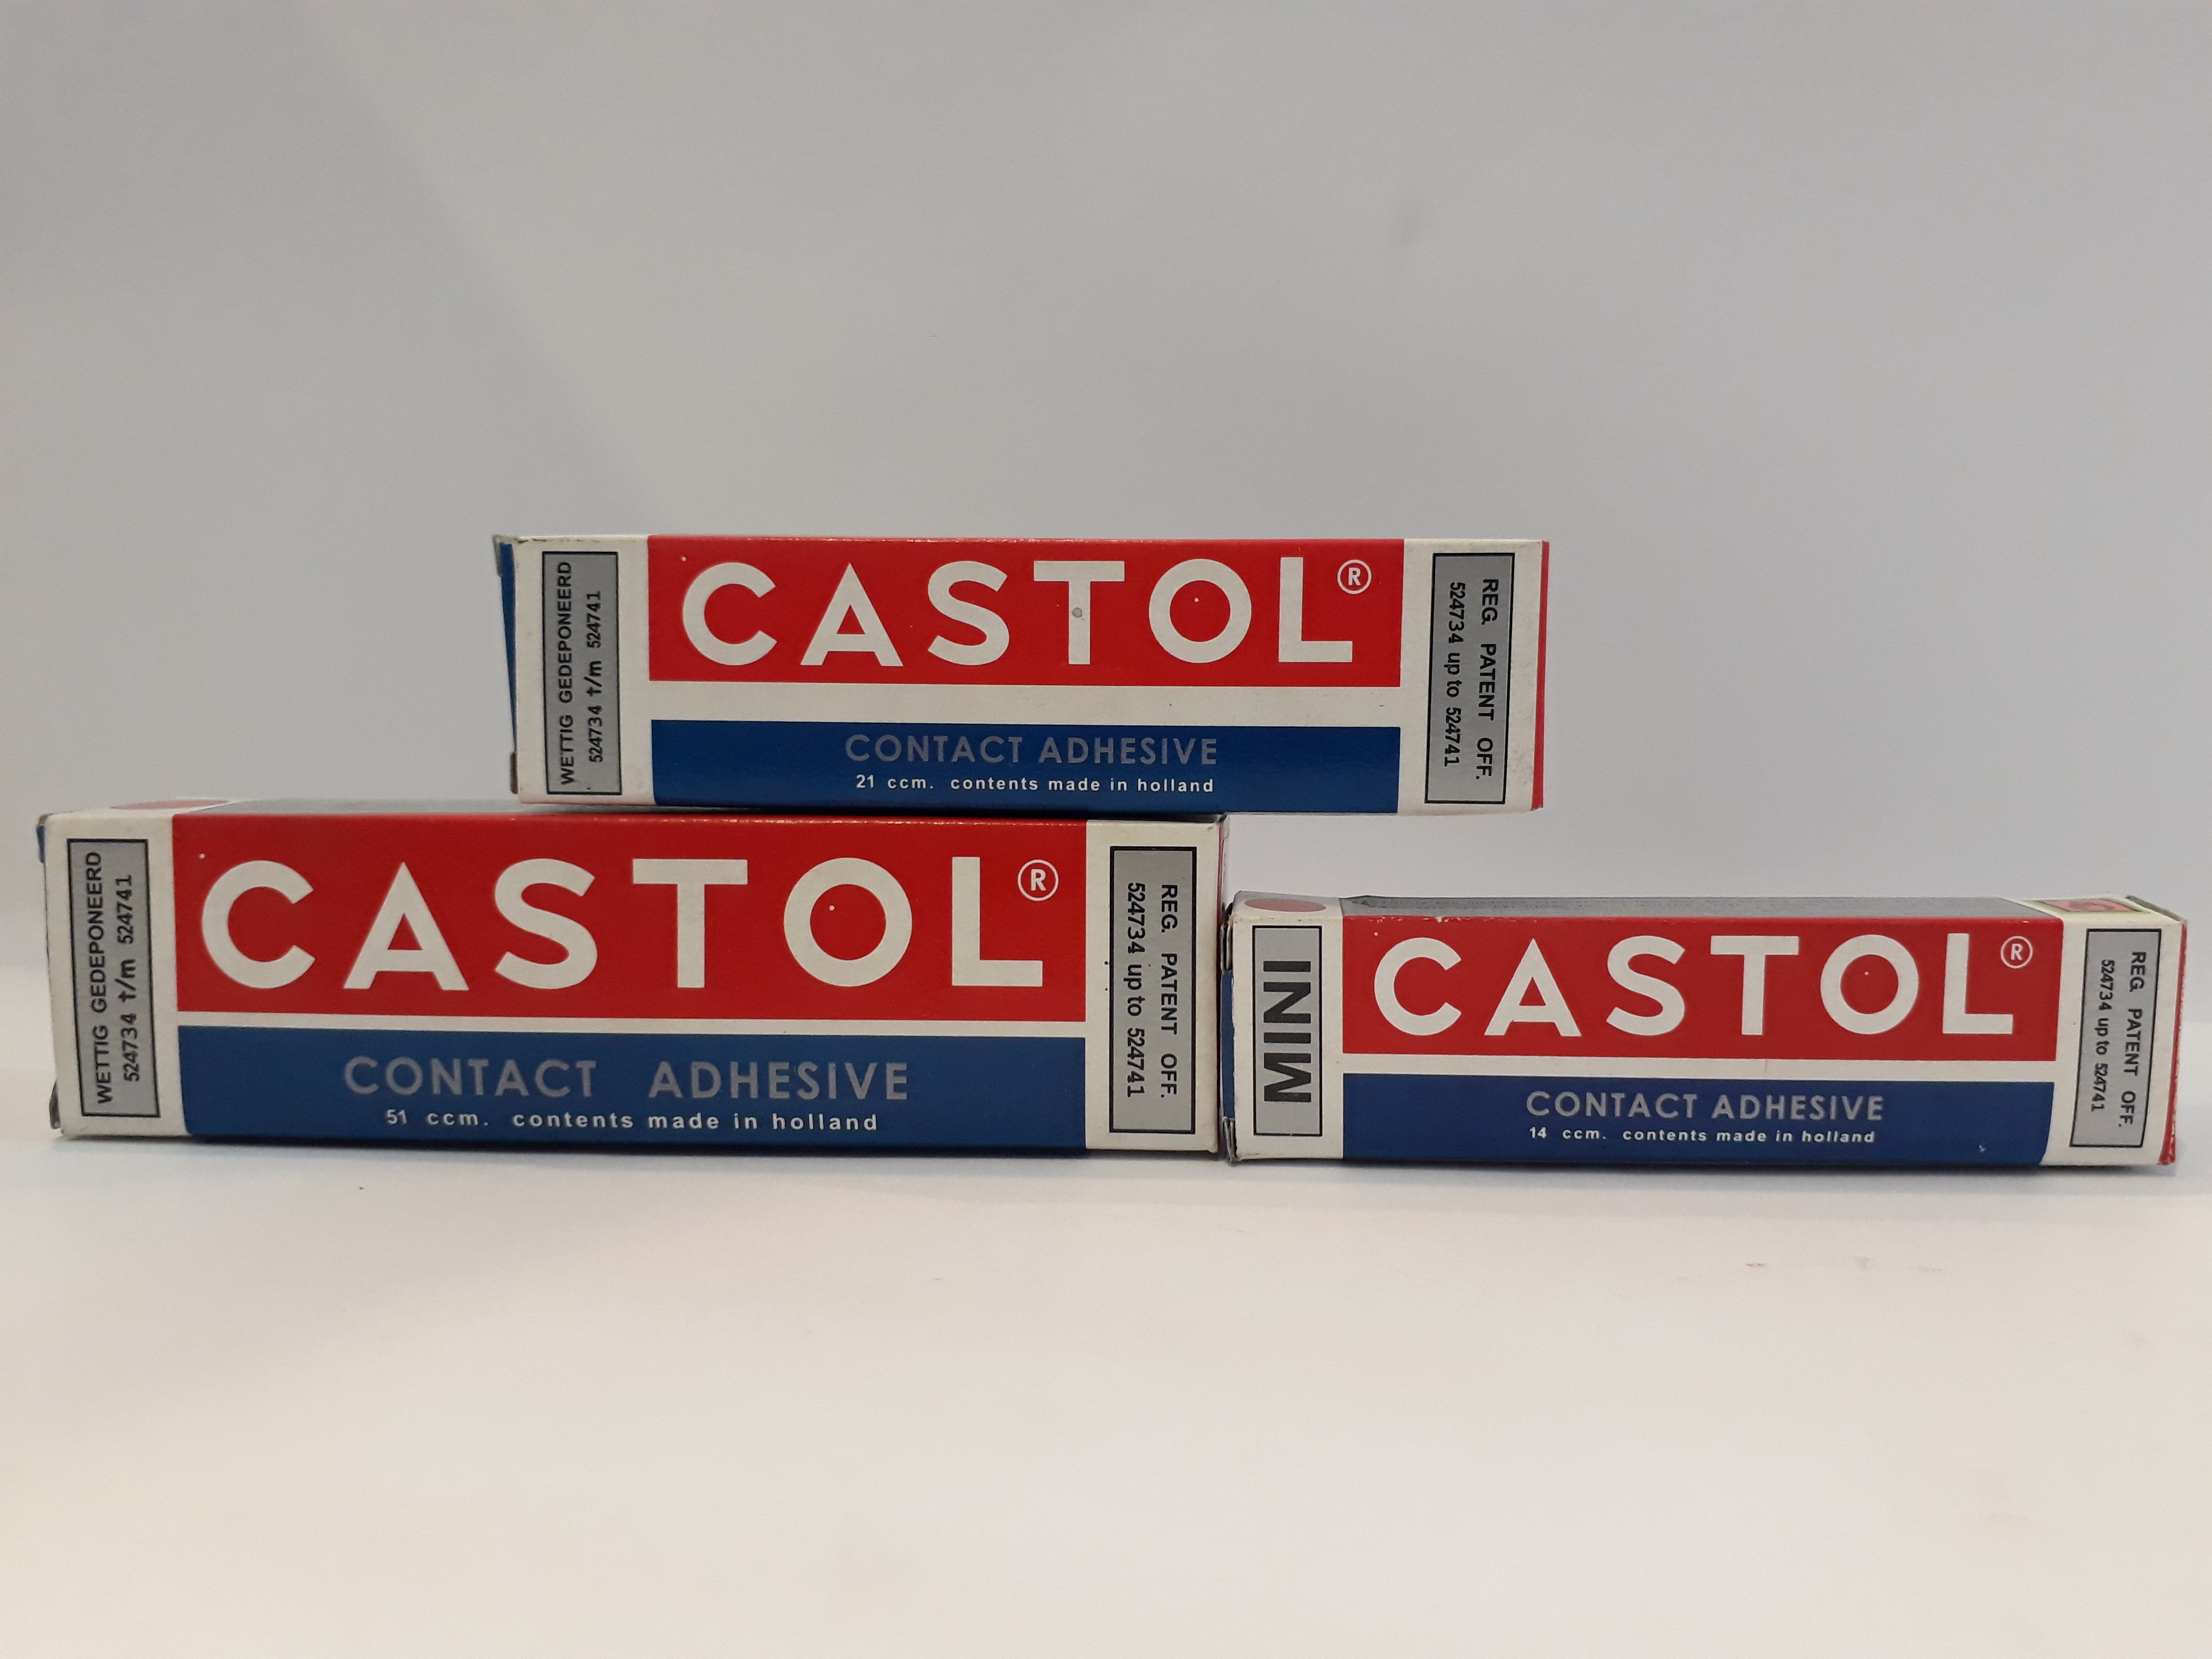 WETTIG GEDEPONEERD
524734 t/m 524741
CASTOL®
CONTACT ADHESIVE
21 ccm. contents made in holland
REG. PATENT OFF.
524734 up to 524741
WETTIG GEDEPONEERD
524734 t/m 524741
CASTOL®
CONTACT ADHESIVE
51 ccm. contents made in holland
REG. PATENT OFF.
524734 up to 524741
MINI
CASTOL®
CONTACT ADHESIVE
14 ccm. contents made in holland
REG. PATENT OFF.
524734 up to 524741